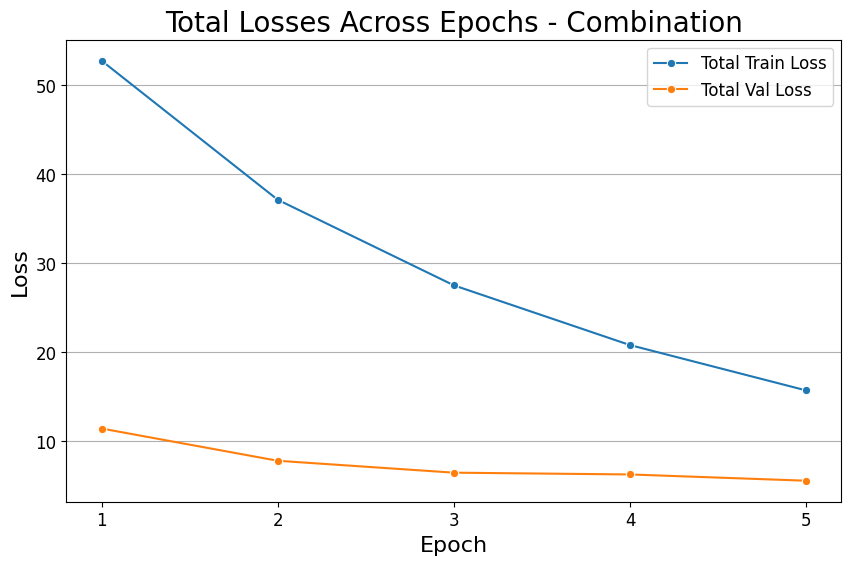 Total Losses Across Epochs - Combination
Total Train Loss
Total Val Loss
50
40
30
20
10
Loss
1 2 3 4 5
Epoch